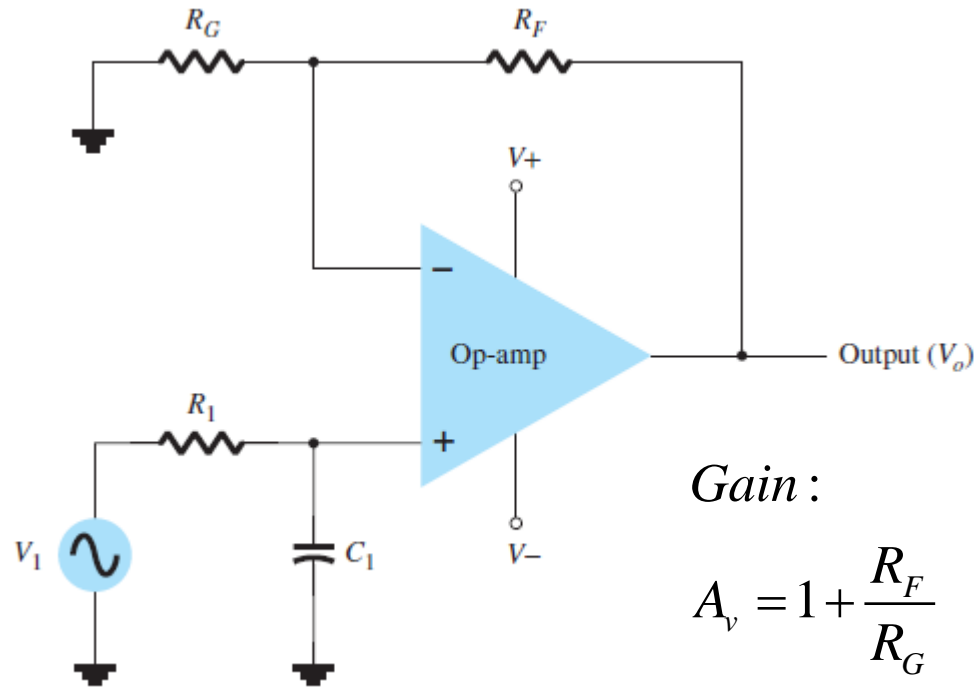 R_G
R_F
V+
−
Op-amp
Output (V_o)
R_1
+
V_1
C_1
V−
Gain :
A_v = 1 + R_F / R_G